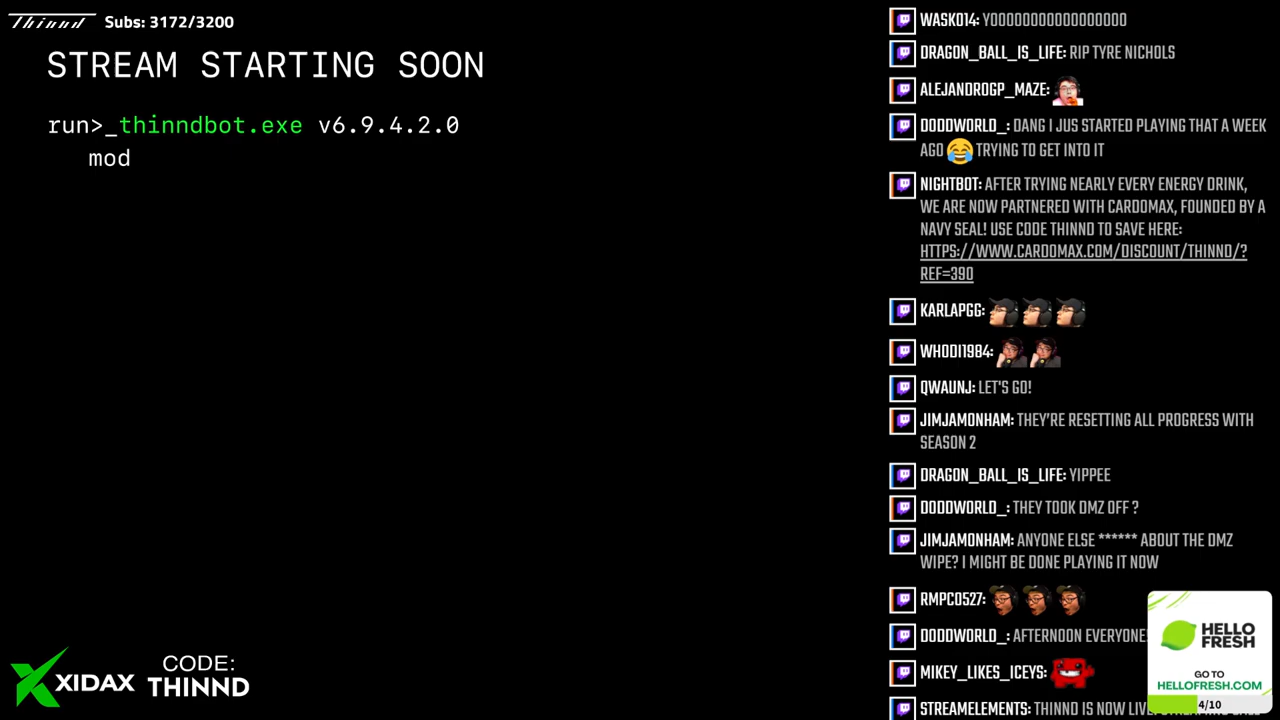 Thinnd Subs: 3172/3200
STREAM STARTING SOON
run>_thinndbot.exe v6.9.4.2.0
mod
WASK014: YOOOOOOOOOOOOOOOOO
DRAGON_BALL_IS_LIFE: RIP TYRE NICHOLS
ALEJANDROGP_MAZE:
DODDWORLD_: DANG I JUS STARTED PLAYING THAT A WEEK
AGO 😂 TRYING TO GET INTO IT
NIGHTBOT: AFTER TRYING NEARLY EVERY ENERGY DRINK,
WE ARE NOW PARTNERED WITH CARDOMAX, FOUNDED BY A
NAVY SEAL! USE CODE THINND TO SAVE HERE:
HTTPS://WWW.CARDOMAX.COM/DISCOUNT/THINND/?
REF=390
KARLAPGG:
WHODI1984:
QWAUNJ: LET'S GO!
JIMJAMONHAM: THEY'RE RESETTING ALL PROGRESS WITH
SEASON 2
DRAGON_BALL_IS_LIFE: YIPPEE
DODDWORLD_: THEY TOOK DMZ OFF ?
JIMJAMONHAM: ANYONE ELSE ****** ABOUT THE DMZ
WIPE? I MIGHT BE DONE PLAYING IT NOW
RMPC0527:
DODDWORLD_: AFTERNOON EVERYONE
MIKEY_LIKES_ICEYS:
STREAMELEMENTS: THINND IS NOW LIV
HELLO
FRESH
GO TO
HELLOFRESH.COM
4/10
XIDAX
CODE:
THINND